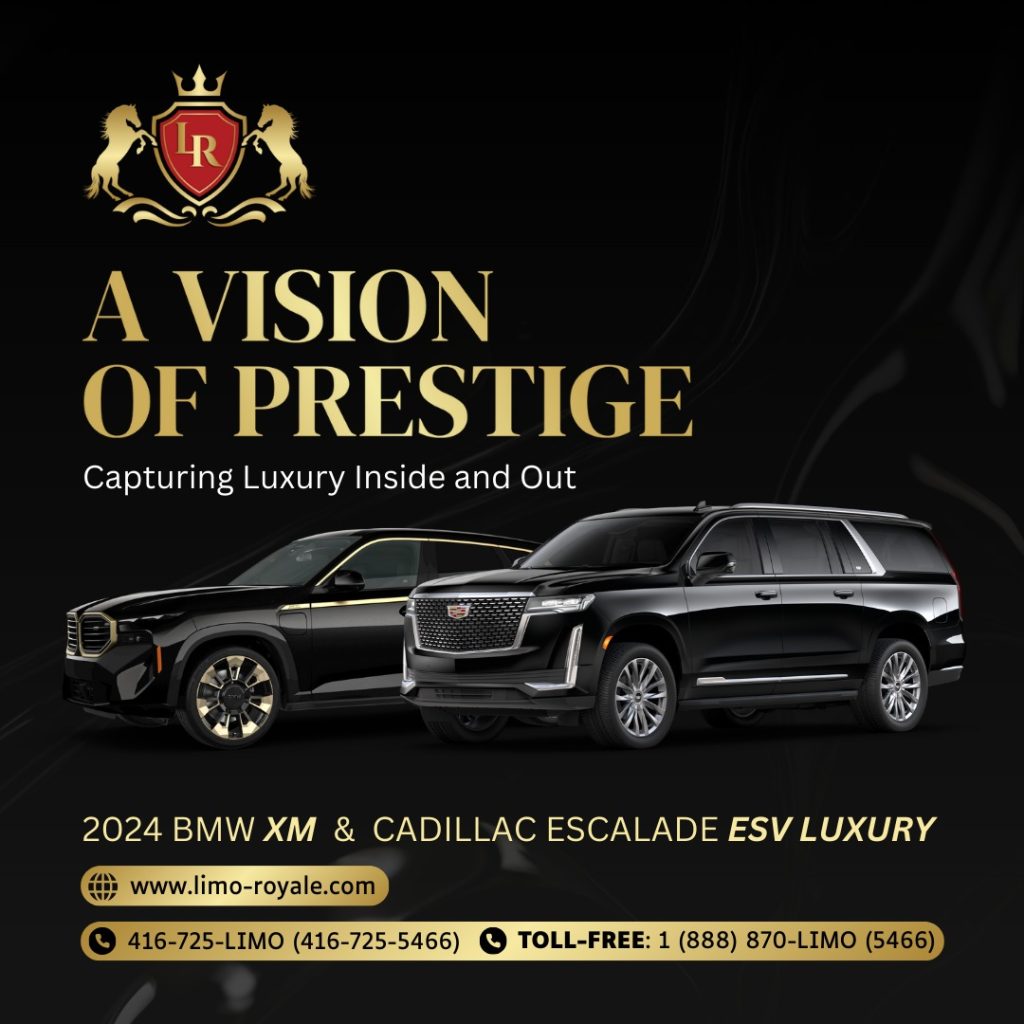 LR
A VISION
OF PRESTIGE
Capturing Luxury Inside and Out
2024 BMW XM & CADILLAC ESCALADE ESV LUXURY
www.limo-royale.com
416-725-LIMO (416-725-5466) TOLL-FREE: 1 (888) 870-LIMO (5466)